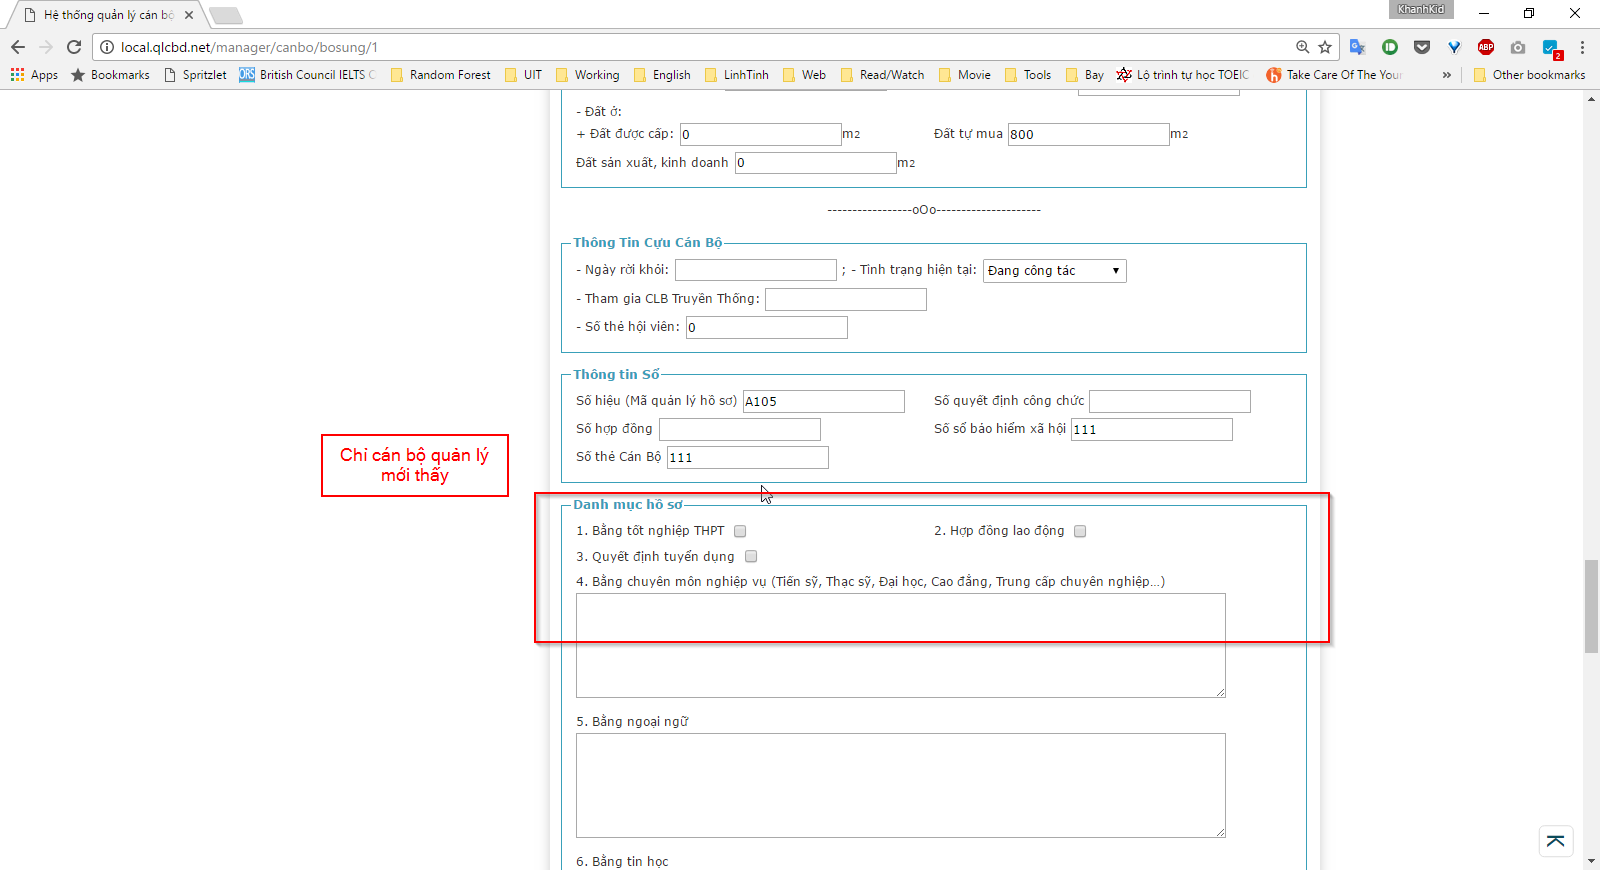 Hệ thống quản lý cán bộ
KhanhKid
local.qlcbd.net/manager/canbo/bosung/1
ABP
2
Apps
Bookmarks
Spritzlet
ORS
British Council IELTS C
Random Forest
UIT
Working
English
LinhTinh
Web
Read/Watch
Movie
Tools
Bay
Lộ trình tự học TOEIC
Take Care Of The Your
»
Other bookmarks
- Đất ở:
+ Đất được cấp: 0 m2 Đất tự mua 800 m2
Đất sản xuất, kinh doanh 0 m2
-----------------oOo---------------------
Thông Tin Cựu Cán Bộ
- Ngày rời khỏi: ; - Tình trạng hiện tại: Đang công tác
- Tham gia CLB Truyền Thống:
- Số thẻ hội viên: 0
Thông tin Số
Số hiệu (Mã quản lý hồ sơ) A105 Số quyết định công chức
Số hợp đồng Số sổ bảo hiểm xã hội 111
Số thẻ Cán Bộ 111
Chỉ cán bộ quản lý
mới thấy
Danh mục hồ sơ
1. Bằng tốt nghiệp THPT 2. Hợp đồng lao động
3. Quyết định tuyển dụng
4. Bằng chuyên môn nghiệp vụ (Tiến sỹ, Thạc sỹ, Đại học, Cao đẳng, Trung cấp chuyên nghiệp...)
5. Bằng ngoại ngữ
6. Bằng tin học